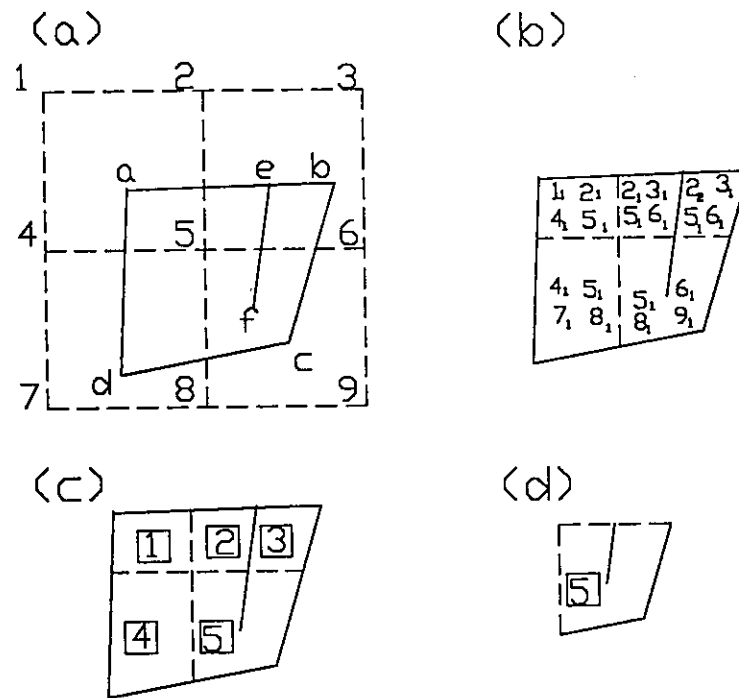 (a)
(b)
1 2 3
a e b
4 5 6
f
c
d
7 8 9
1₁ 2₁ 2₁ 3₁ 2₂ 3₁
4₁ 5₁ 5₁ 6₁ 5₁ 6₁
4₁ 5₁ 5₁ 6₁
7₁ 8₁ 8₁ 9₁
(c)
(d)
1 2 3
4 5
5